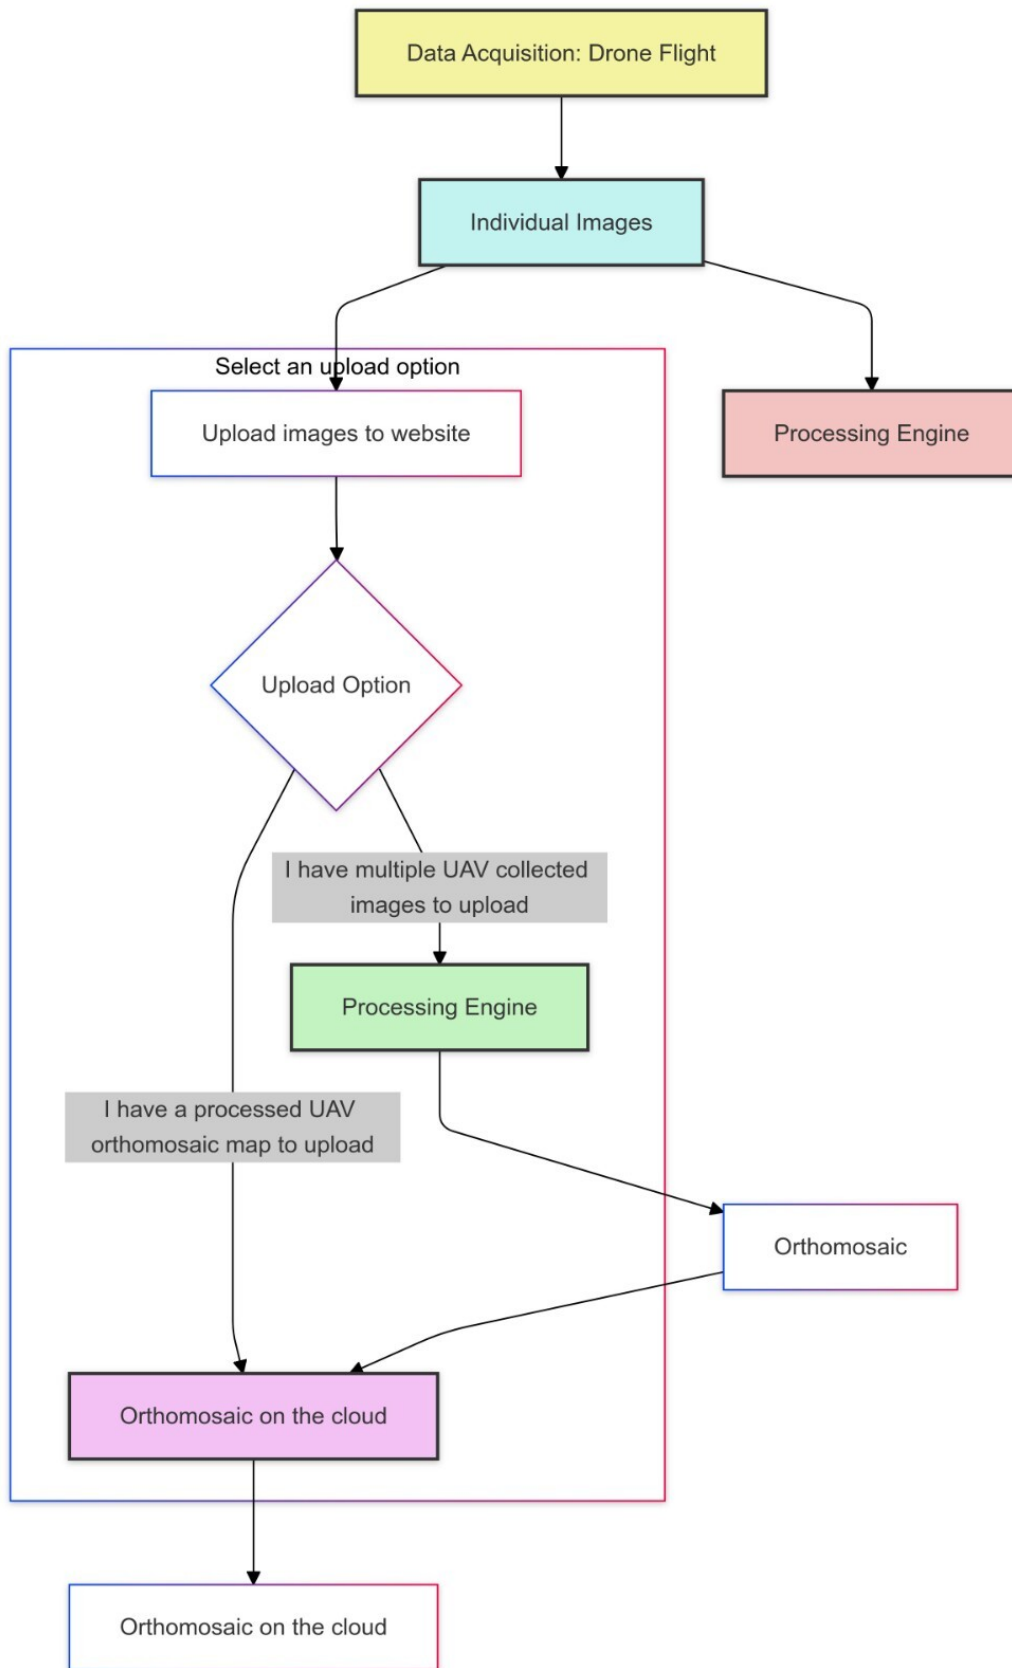 Data Acquisition: Drone Flight
Individual Images
Select an upload option
Upload images to website
Processing Engine
Upload Option
I have multiple UAV collected
images to upload
Processing Engine
I have a processed UAV
orthomosaic map to upload
Orthomosaic
Orthomosaic on the cloud
Orthomosaic on the cloud